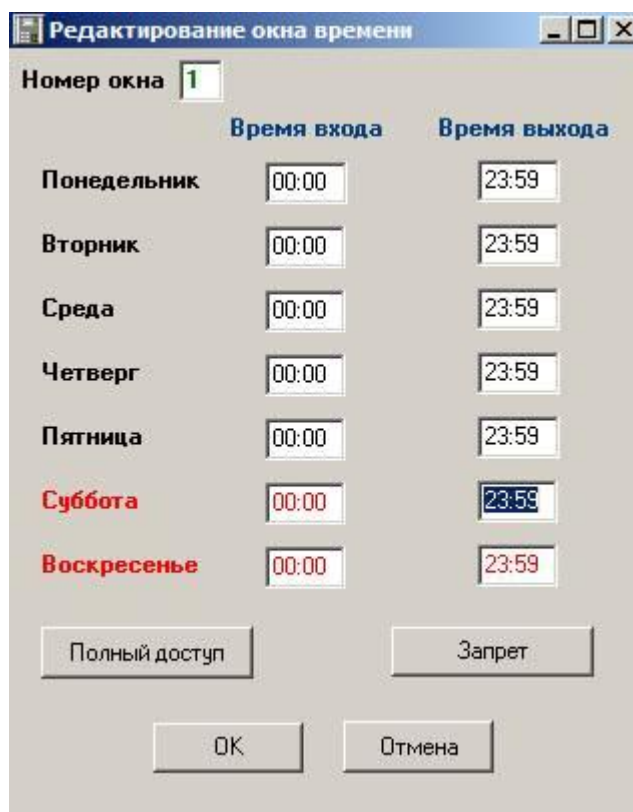 Редактирование окна времени
Номер окна 1
Время входа Время выхода
Понедельник 00:00 23:59
Вторник 00:00 23:59
Среда 00:00 23:59
Четверг 00:00 23:59
Пятница 00:00 23:59
Суббота 00:00 23:59
Воскресенье 00:00 23:59
Полный доступ Запрет
OK Отмена